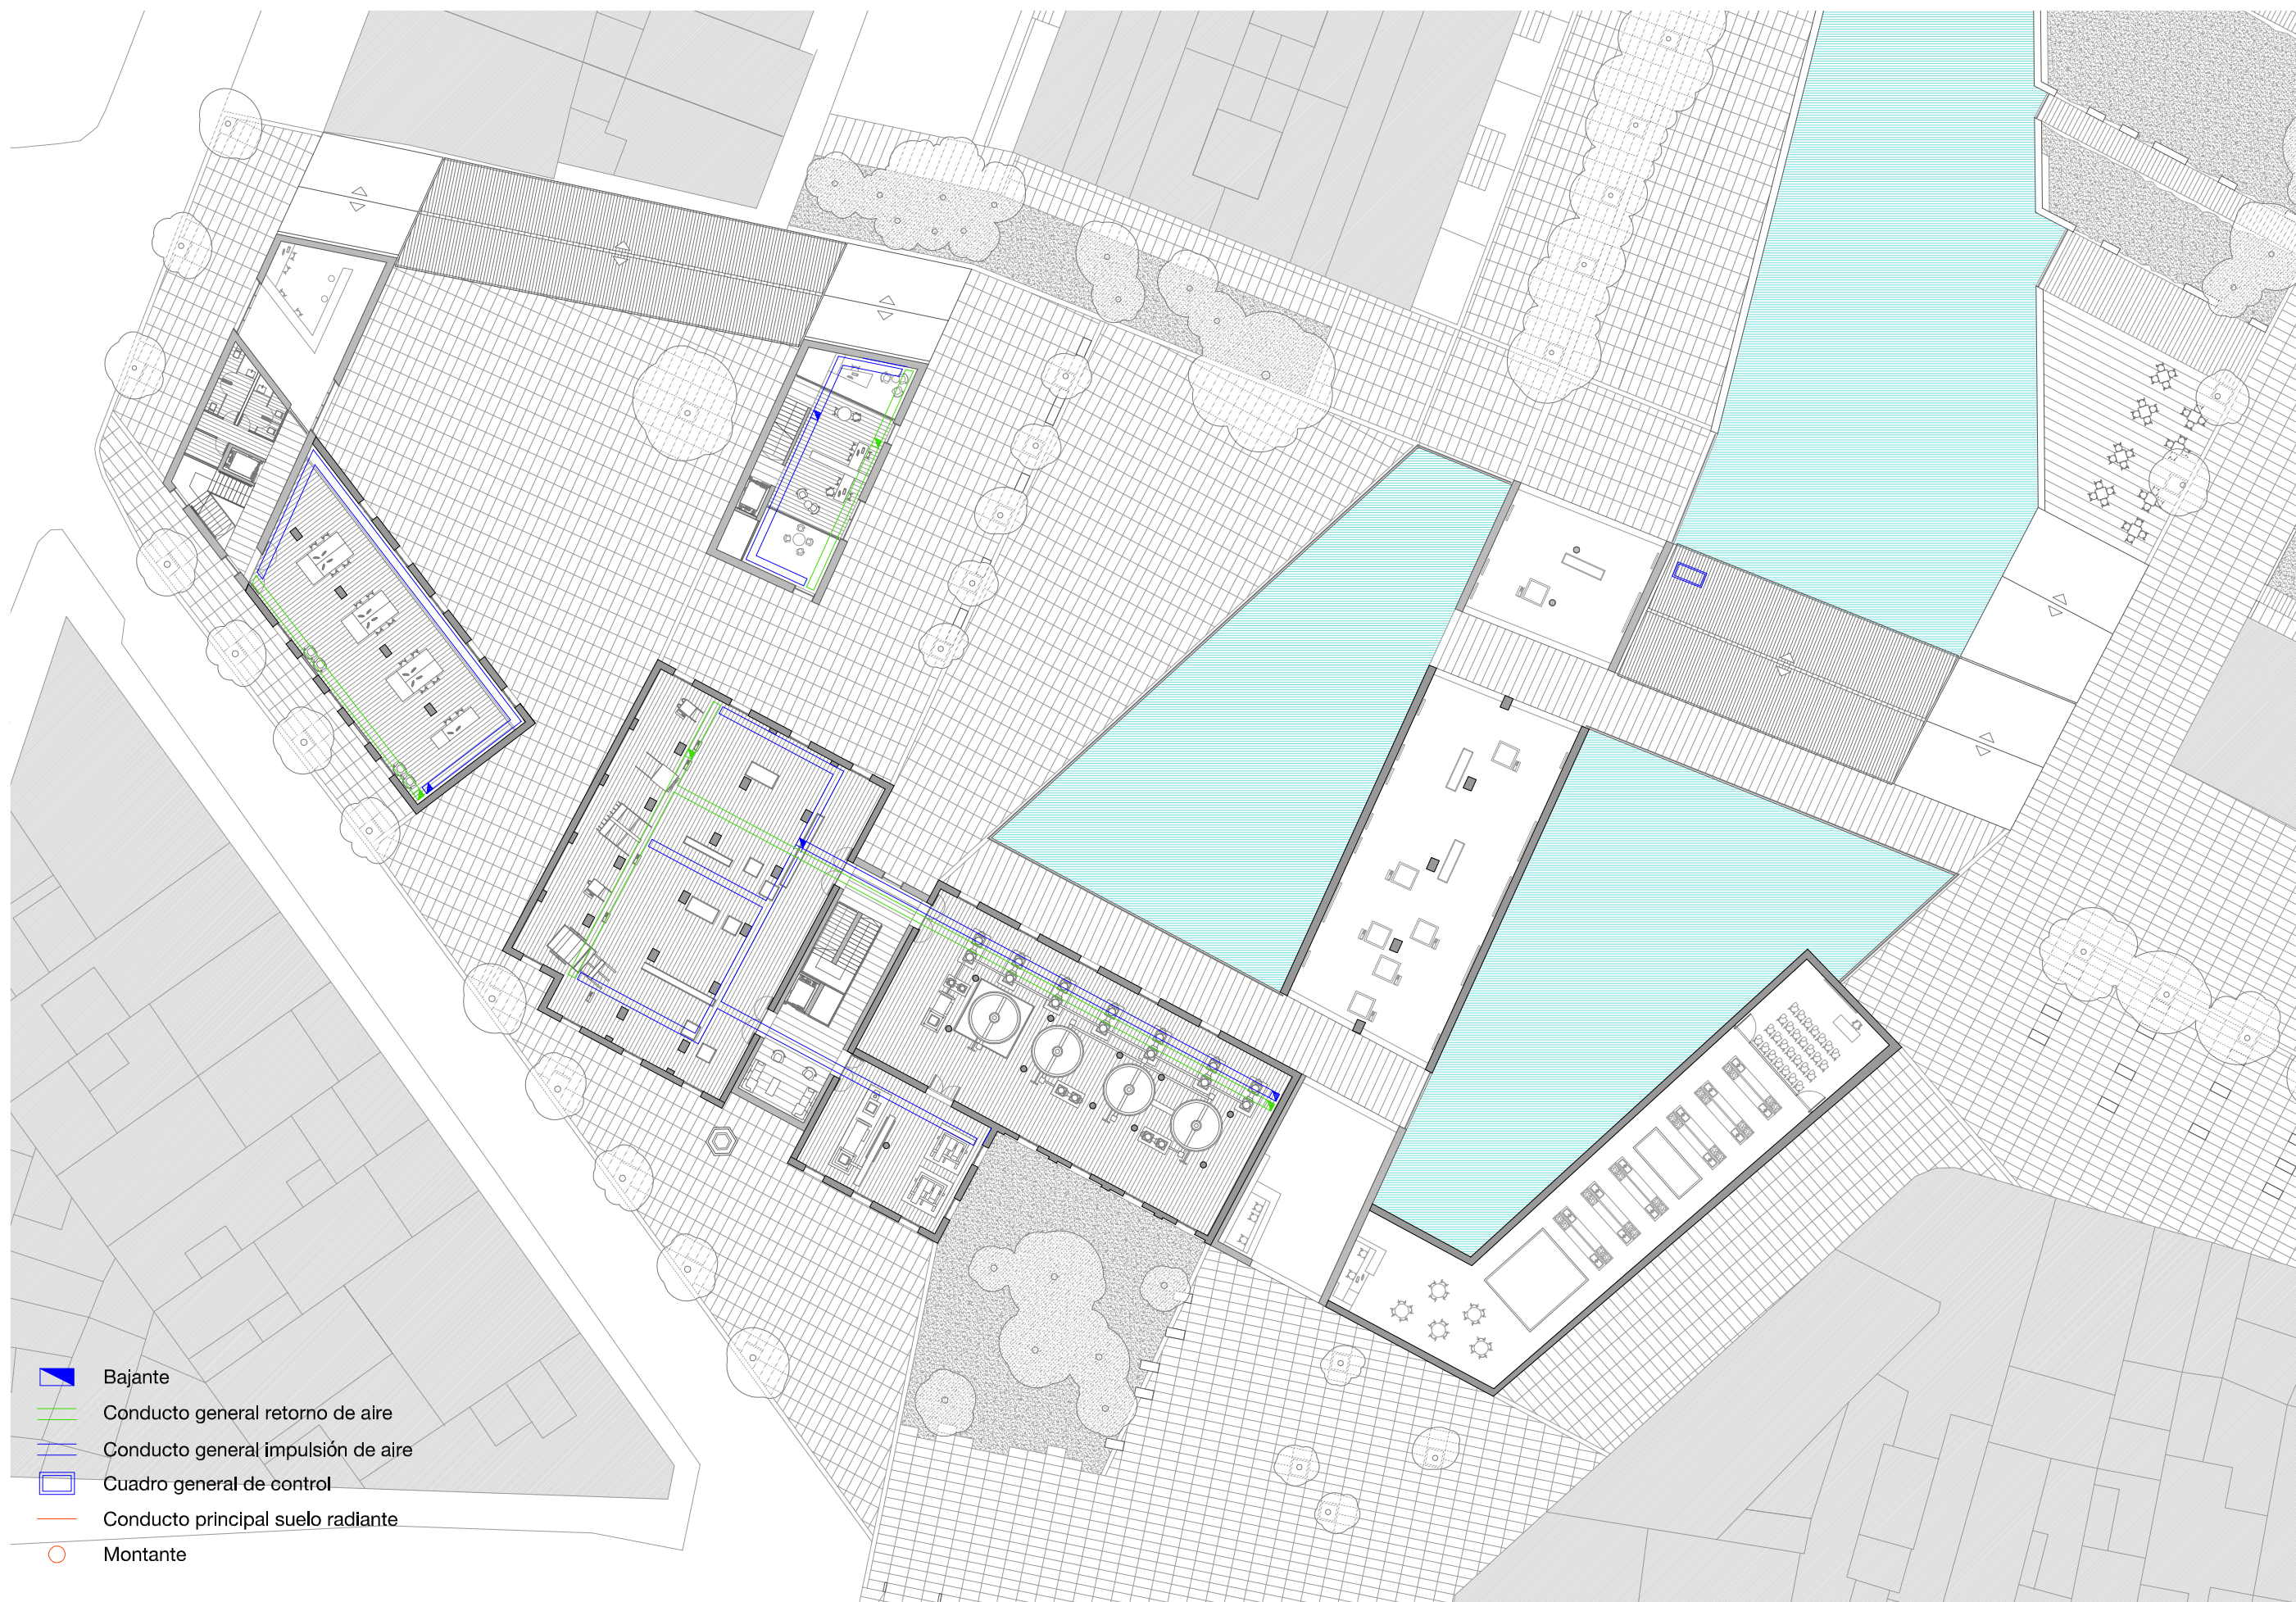 Bajante
Conducto general retorno de aire
Conducto general impulsión de aire
Cuadro general de control
Conducto principal suelo radiante
Montante